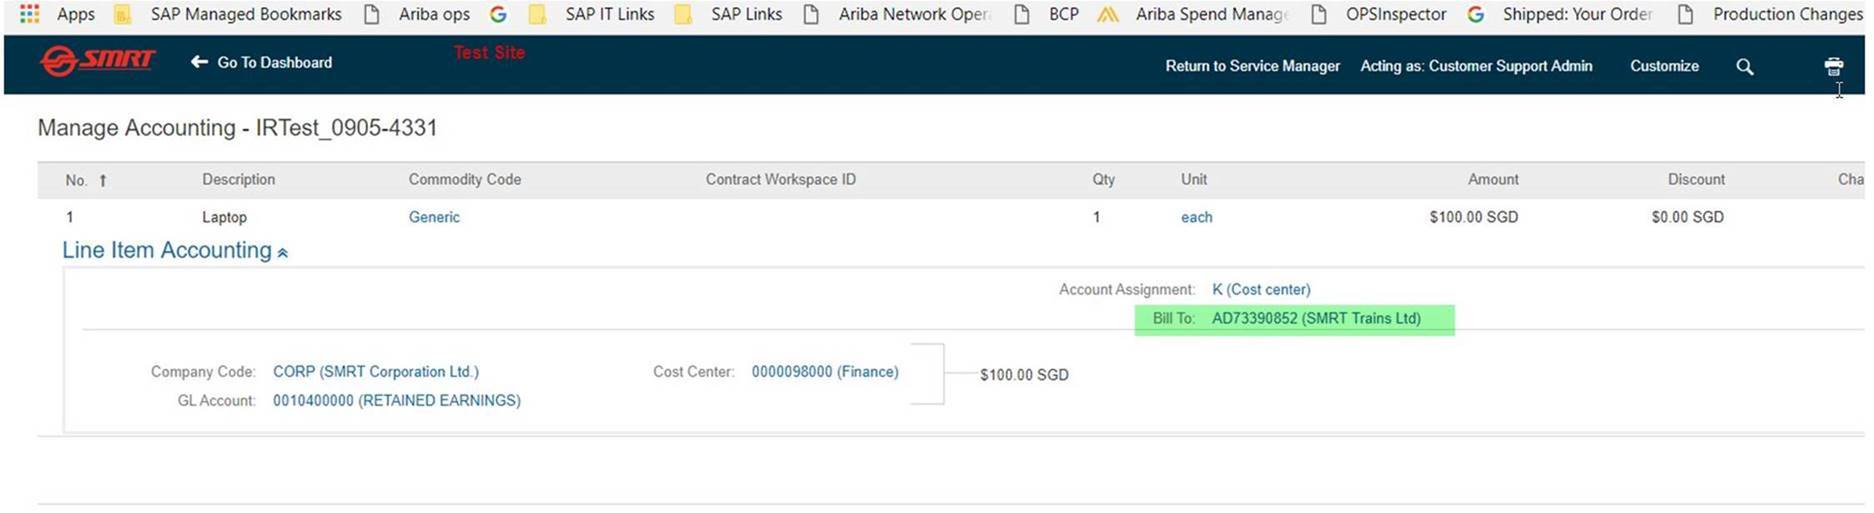 Apps SAP Managed Bookmarks Ariba ops SAP IT Links SAP Links Ariba Network Oper BCP Ariba Spend Manage OPSInspector Shipped: Your Order Production Changes
SMRT Go To Dashboard Test Site Return to Service Manager Acting as: Customer Support Admin Customize
Manage Accounting - IRTest_0905-4331
No. ↑ Description Commodity Code Contract Workspace ID Qty Unit Amount Discount Cha
1 Laptop Generic 1 each $100.00 SGD $0.00 SGD
Line Item Accounting
Account Assignment: K (Cost center)
Bill To: AD73390852 (SMRT Trains Ltd)
Company Code: CORP (SMRT Corporation Ltd.) Cost Center: 0000098000 (Finance) $100.00 SGD
GL Account: 0010400000 (RETAINED EARNINGS)